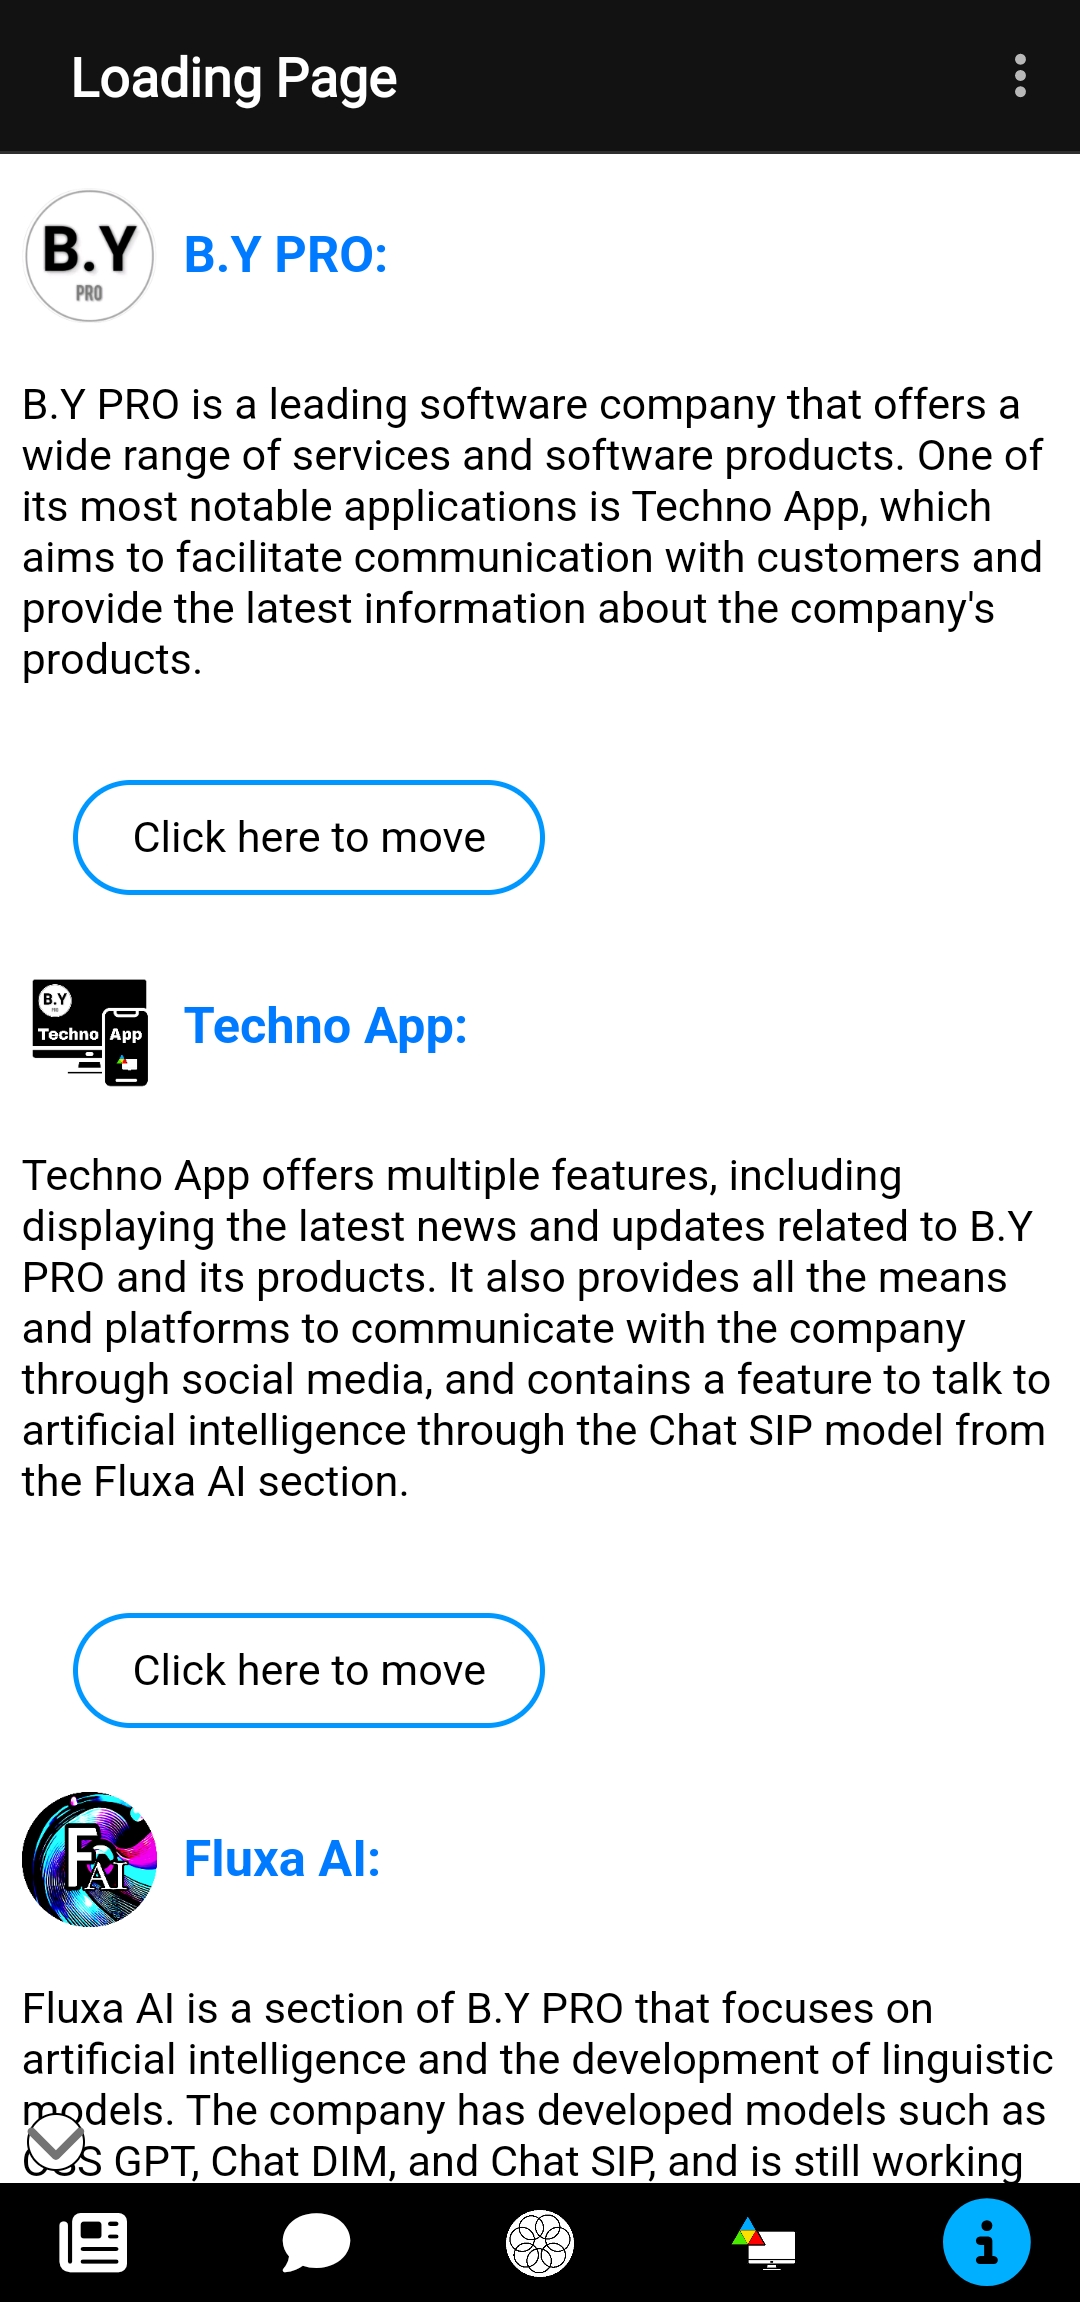 Loading Page
B.Y
PRO
B.Y PRO:
B.Y PRO is a leading software company that offers a
wide range of services and software products. One of
its most notable applications is Techno App, which
aims to facilitate communication with customers and
provide the latest information about the company's
products.
Click here to move
B.Y
PRO
Techno App
Techno App:
Techno App offers multiple features, including
displaying the latest news and updates related to B.Y
PRO and its products. It also provides all the means
and platforms to communicate with the company
through social media, and contains a feature to talk to
artificial intelligence through the Chat SIP model from
the Fluxa AI section.
Click here to move
F AI
Fluxa AI:
Fluxa AI is a section of B.Y PRO that focuses on
artificial intelligence and the development of linguistic
models. The company has developed models such as
GPT, Chat DIM, and Chat SIP, and is still working